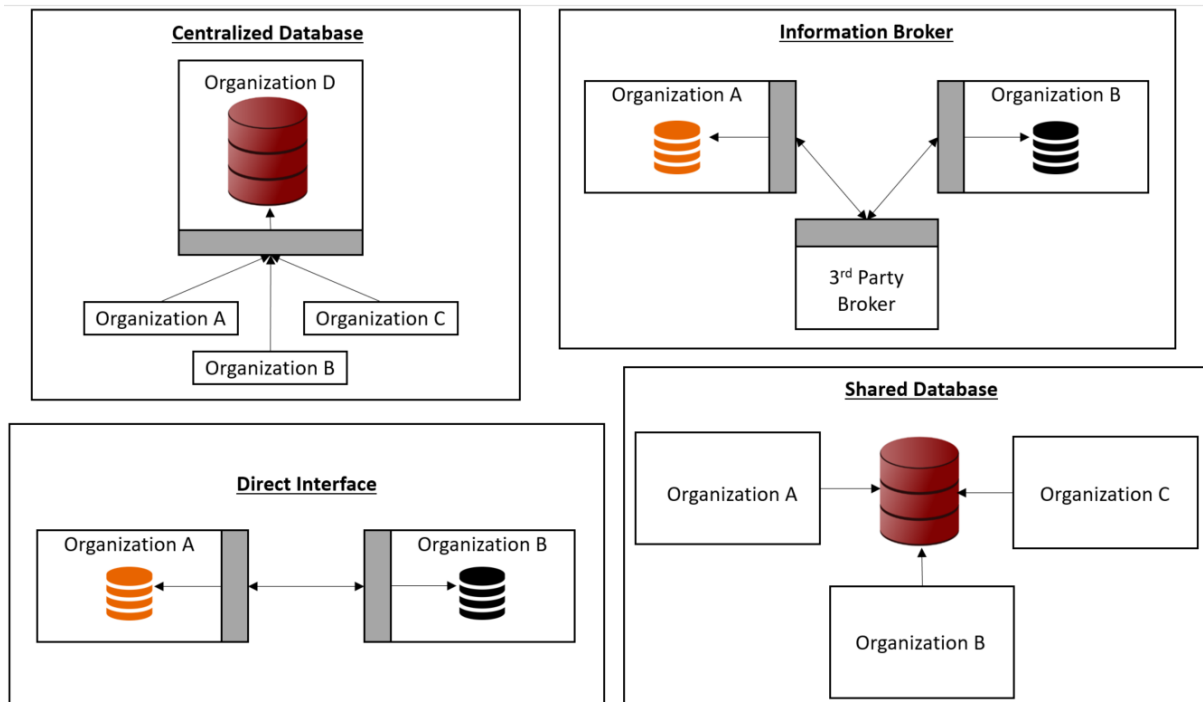 Centralized Database
Organization D
Organization A
Organization C
Organization B
Information Broker
Organization A
Organization B
3rd Party
Broker
Direct Interface
Organization A
Organization B
Shared Database
Organization A
Organization C
Organization B